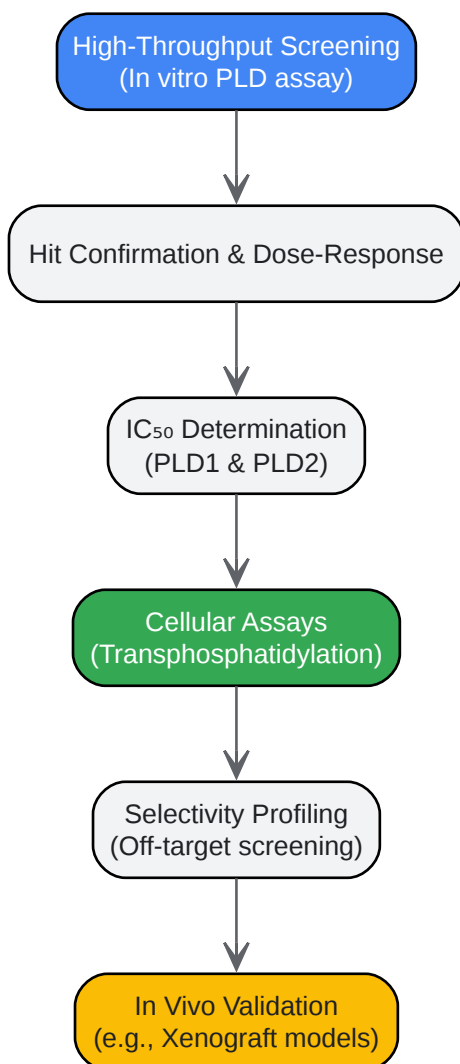 High-Throughput Screening
(In vitro PLD assay)
Hit Confirmation & Dose-Response
IC₅₀ Determination
(PLD1 & PLD2)
Cellular Assays
(Transphosphatidylation)
Selectivity Profiling
(Off-target screening)
In Vivo Validation
(e.g., Xenograft models)